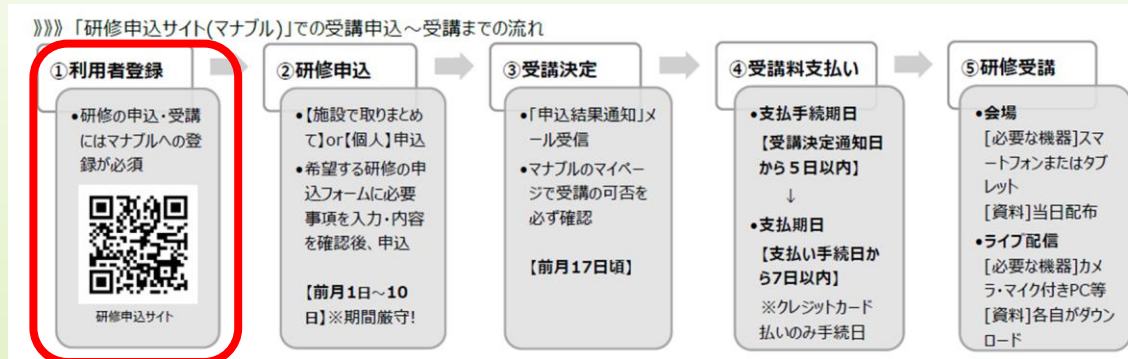 》》》「研修申込サイト(マナブル)」での受講申込～受講までの流れ
①利用者登録
•研修の申込・受講
にはマナブルへの登
録が必須
研修申込サイト
②研修申込
•【施設で取りまとめ
て】or【個人】申込
•希望する研修の申
込フォームに必要
事項を入力・内容
を確認後、申込
【前月1日～10
日】※期間厳守!
③受講決定
•「申込結果通知」メ
ール受信
•マナブルのマイペー
ジで受講の可否を
必ず確認
【前月17日頃】
④受講料支払い
•支払手続期日
【受講決定通知日
から５日以内】
↓
•支払期日
【支払い手続日か
ら7日以内】
※クレジットカード
払いのみ手続日
⑤研修受講
•会場
[必要な機器]スマ
ートフォンまたはタブ
レット
[資料]当日配布
•ライブ配信
[必要な機器]カメ
ラ・マイク付きPC等
[資料]各自がダウン
ロード